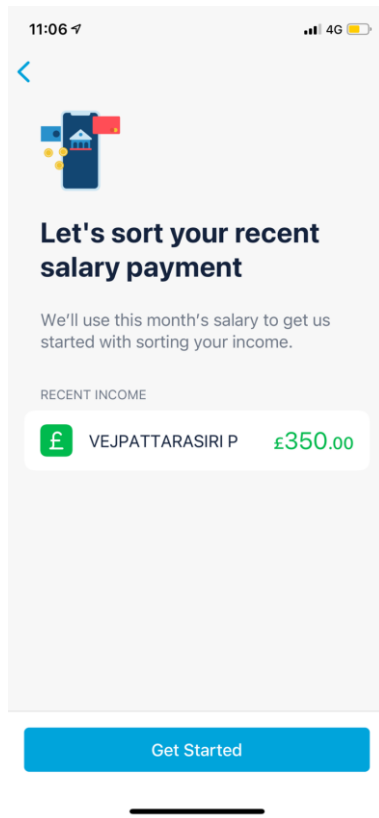 11:06 4G
Let's sort your recent
salary payment
We'll use this month's salary to get us
started with sorting your income.
RECENT INCOME
£ VEJPATTARASIRI P £350.00
Get Started